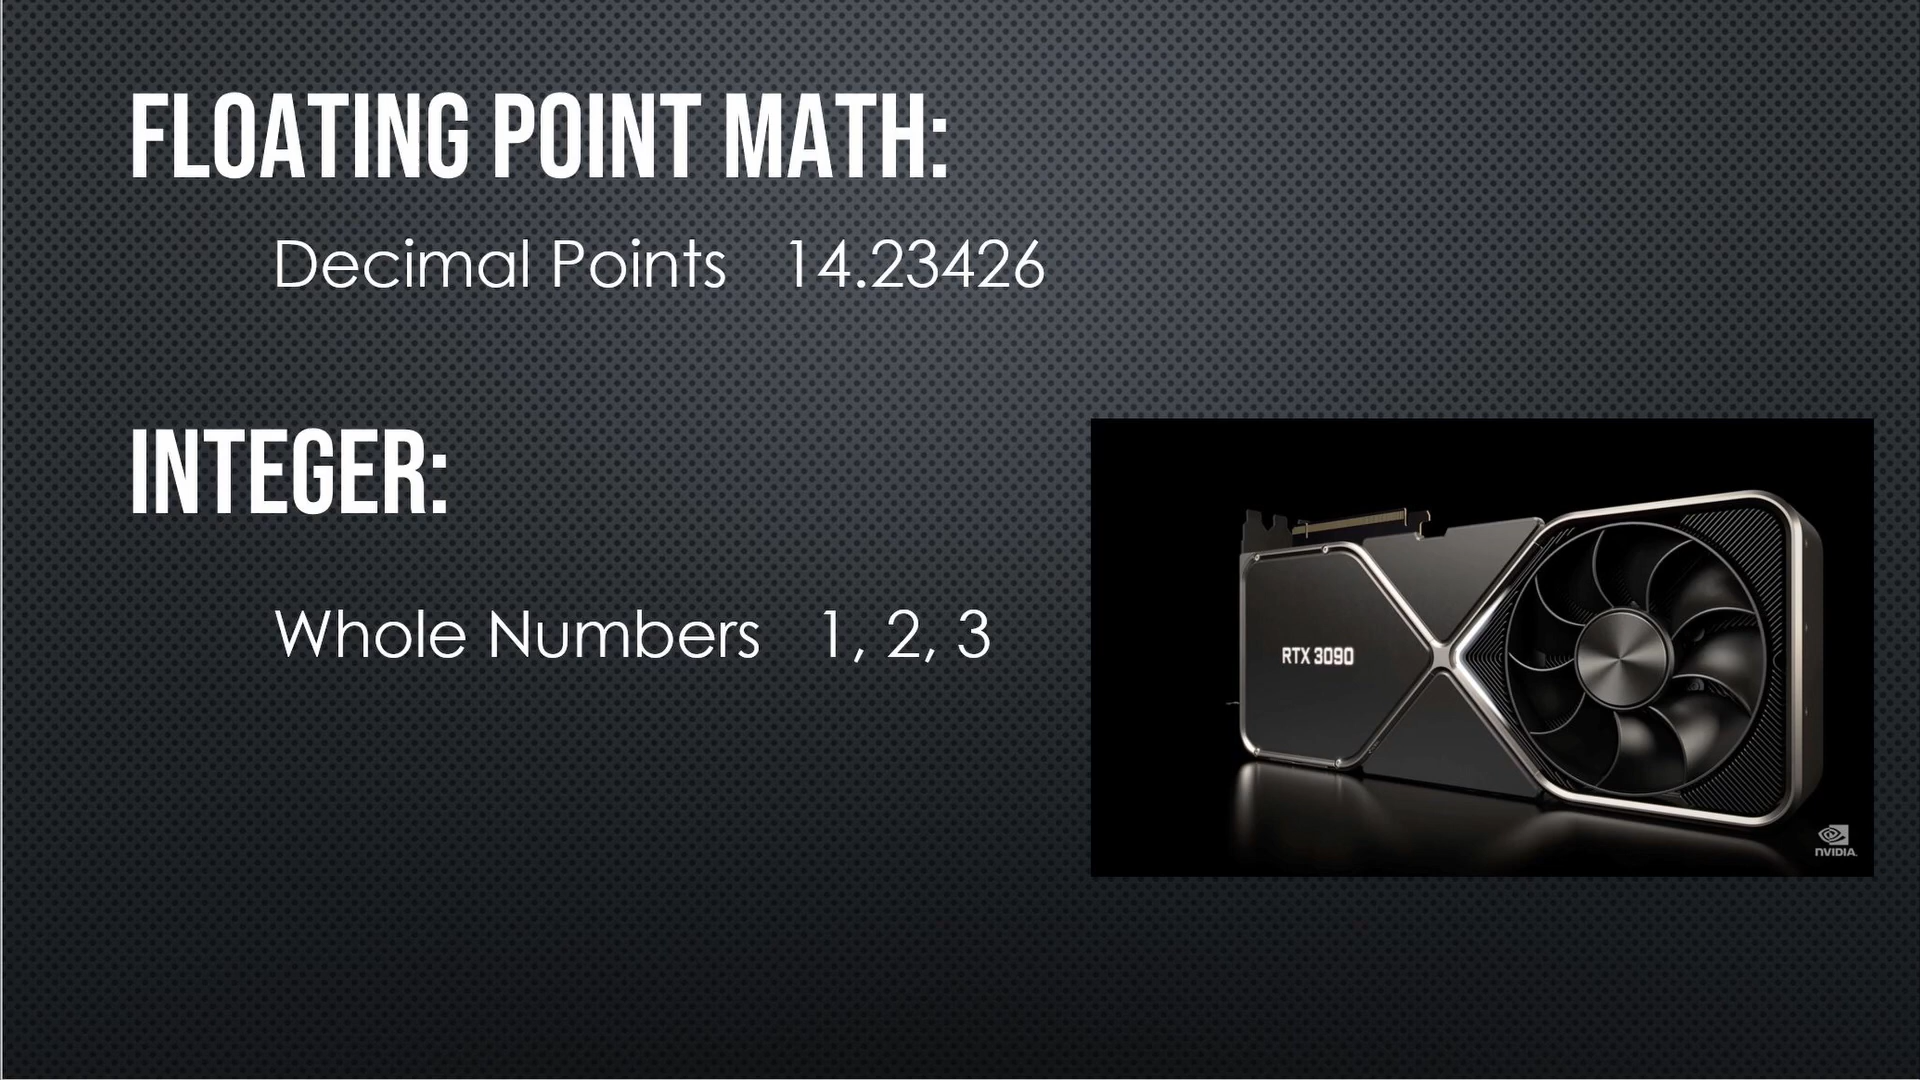 FLOATING POINT MATH:
Decimal Points 14.23426
INTEGER:
Whole Numbers 1, 2, 3
RTX 3090
NVIDIA.